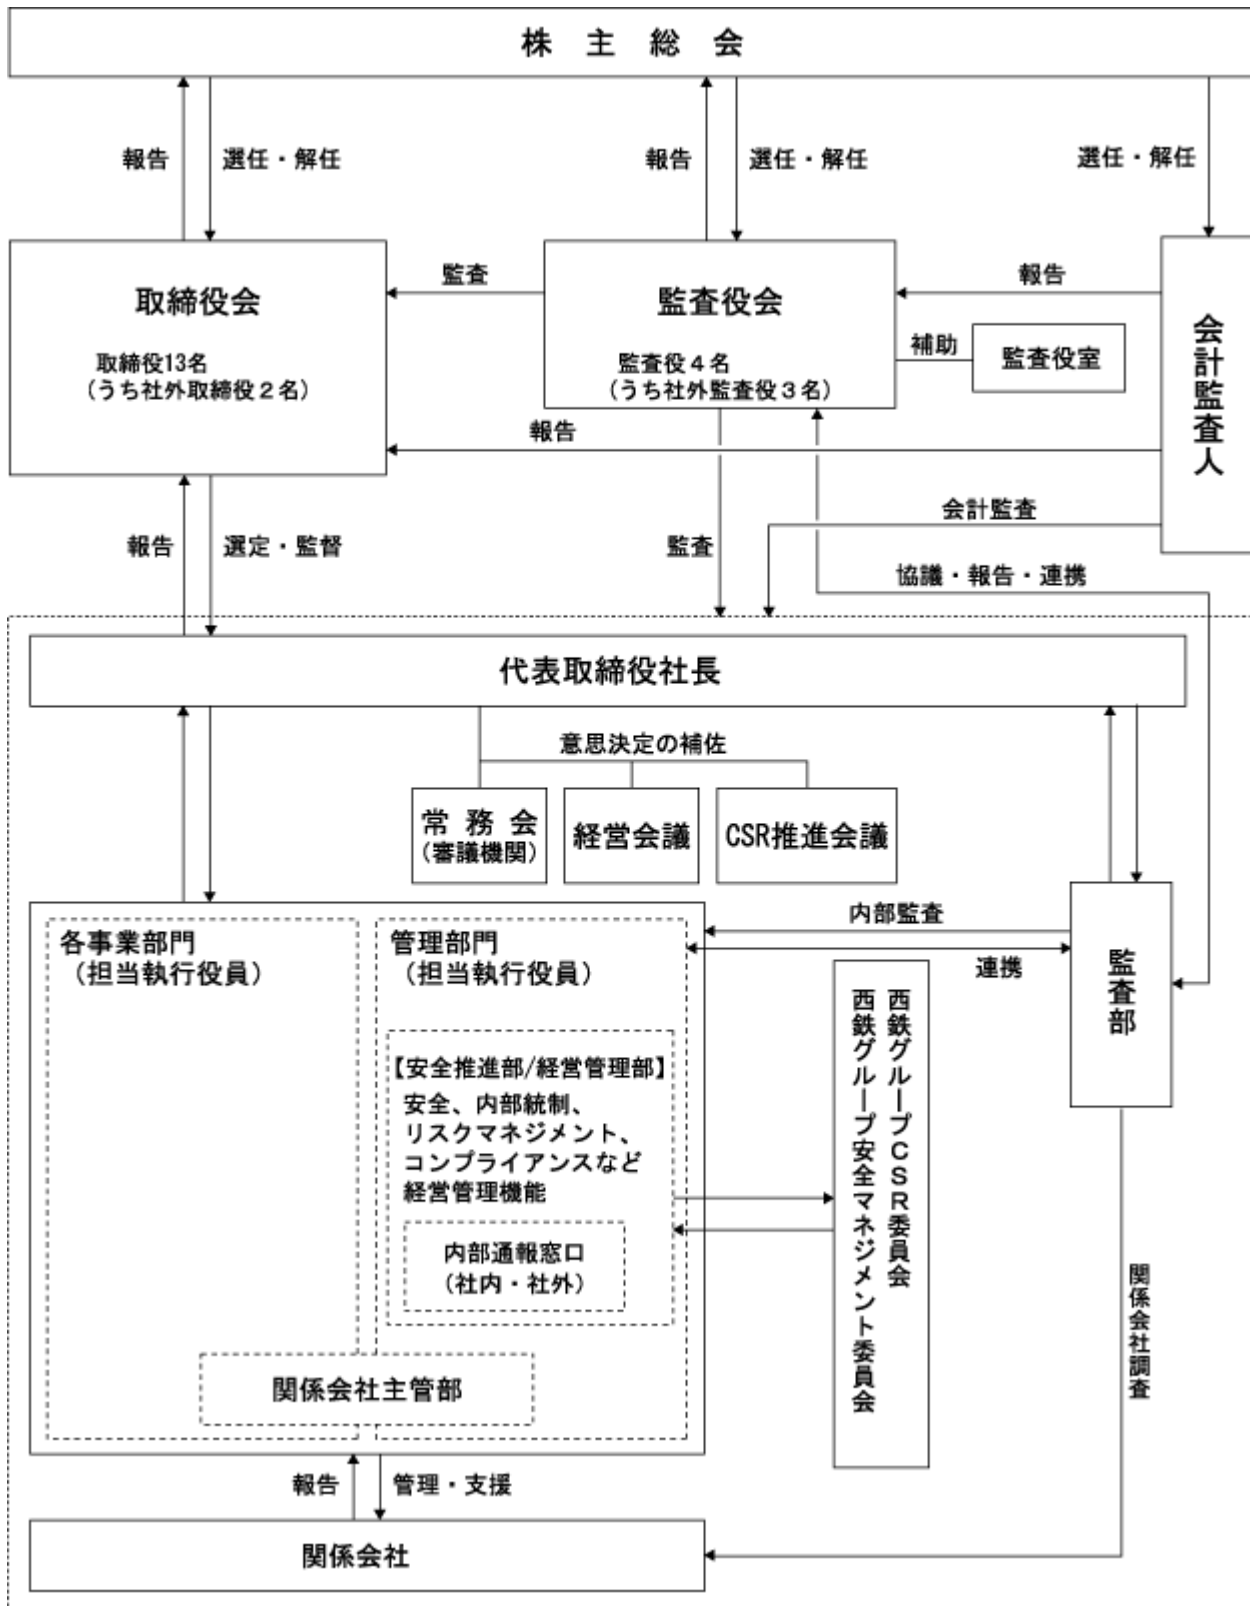 株主総会
報告
選任・解任
報告
選任・解任
選任・解任
取締役会
取締役13名
(うち社外取締役２名)
監査
監査役会
監査役４名
(うち社外監査役３名)
報告
補助
監査役室
会計監査人
報告
会計監査
報告
選定・監督
監査
協議・報告・連携
代表取締役社長
意思決定の補佐
常務会
(審議機関)
経営会議
CSR推進会議
各事業部門
(担当執行役員)
管理部門
(担当執行役員)
内部監査
連携
監査部
【安全推進部/経営管理部】
安全、内部統制、
リスクマネジメント、
コンプライアンスなど
経営管理機能
内部通報窓口
(社内・社外)
西鉄グループＣＳＲ委員会
西鉄グループ安全マネジメント委員会
関係会社調査
関係会社主管部
報告
管理・支援
関係会社